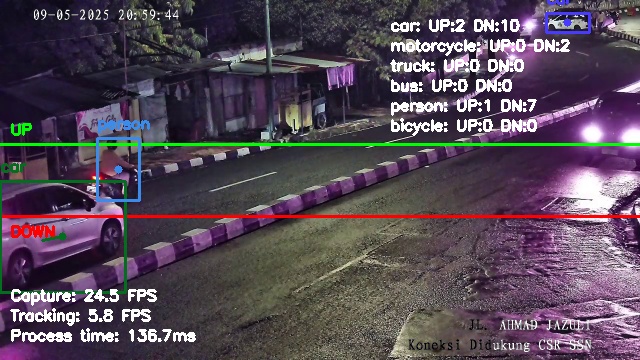 09-05-2025 20:59:44
car: UP:2 DN:10
motorcycle: UP:0 DN:2
truck: UP:0 DN:0
bus: UP:0 DN:0
person: UP:1 DN:7
bicycle: UP:0 DN:0
UP
person
car
DOWN
Capture: 24.5 FPS
Tracking: 5.8 FPS
Process time: 136.7ms
JL. AHMAD JAZULI
Koneksi Didukung CSR SSN